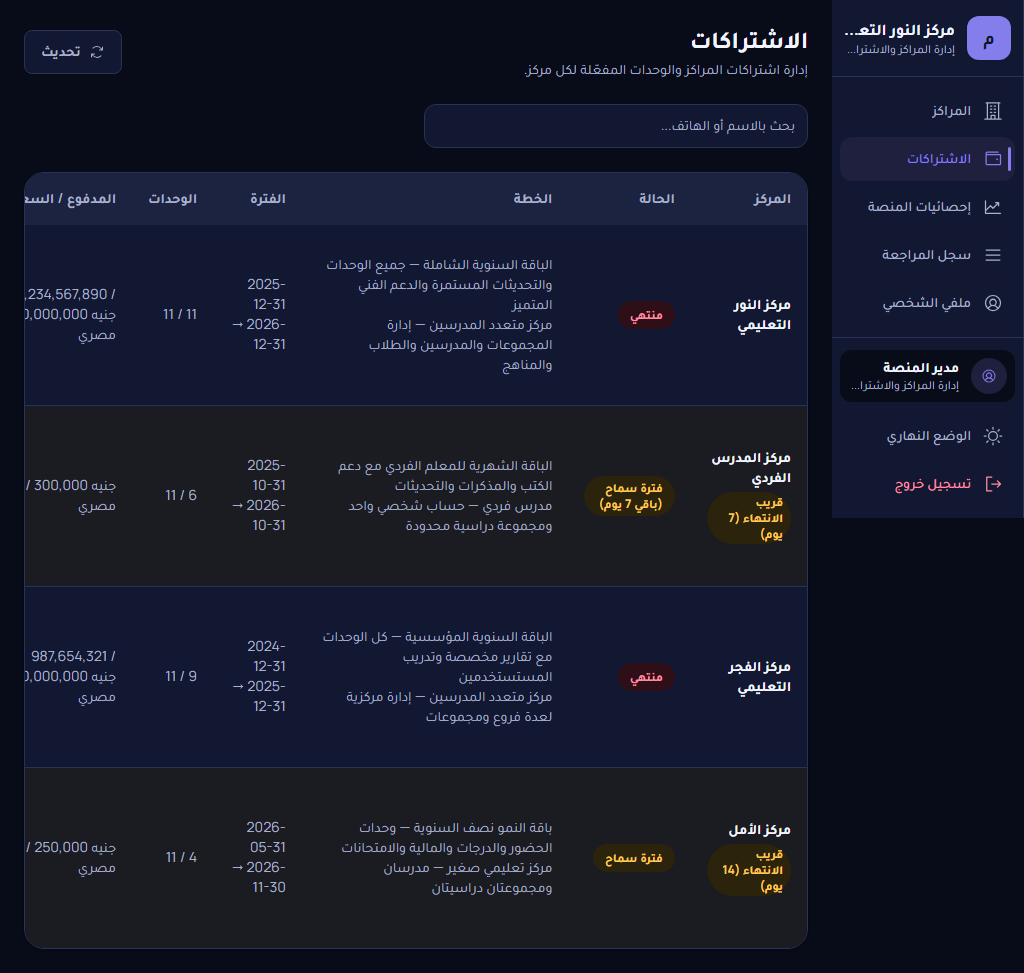 مركز النور التعـ...
إدارة المراكز والاشترا...
م
المراكز
الاشتراكات
إحصائيات المنصة
سجل المراجعة
ملفي الشخصي
مدير المنصة
إدارة المراكز والاشترا...
الوضع النهاري
تسجيل خروج
الاشتراكات
إدارة اشتراكات المراكز والوحدات المفعّلة لكل مركز.
تحديث
بحث بالاسم أو الهاتف...
المركز الحالة الخطة الفترة الوحدات المدفوع /
مركز النور
التعليمي
منتهي
الباقة السنوية الشاملة — جميع الوحدات
والتحديثات المستمرة والدعم الفني
المتميز
مركز متعدد المدرسين — إدارة
المجموعات والمدرسين والطلاب
والمناهج
2025-
12-31
→ 2026-
12-31
11 / 11
,234,567,890 /
0,000,000 جنيه
مصري
مركز المدرس
الفردي
قريب
الانتهاء (7
يوم)
فترة سماح
(باقي 7 يوم)
الباقة الشهرية للمعلم الفردي مع دعم
الكتب والمذكرات والتحديثات
مدرس فردي — حساب شخصي واحد
ومجموعة دراسية محدودة
2025-
10-31
→ 2026-
10-31
11 / 6
/ 300,000 جنيه
مصري
مركز الفجر
التعليمي
منتهي
الباقة السنوية المؤسسية — كل الوحدات
مع تقارير مخصصة وتدريب
المستستخدمين
مركز متعدد المدرسين — إدارة مركزية
لعدة فروع ومجموعات
2024-
12-31
→ 2025-
12-31
11 / 9
987,654,321 /
0,000,000 جنيه
مصري
مركز الأمل
قريب
الانتهاء (14
يوم)
فترة سماح
باقة النمو نصف السنوية — وحدات
الحضور والدرجات والمالية والامتحانات
مركز تعليمي صغير — مدرسان
ومجموعتان دراسيتان
2026-
05-31
→ 2026-
11-30
11 / 4
/ 250,000 جنيه
مصري